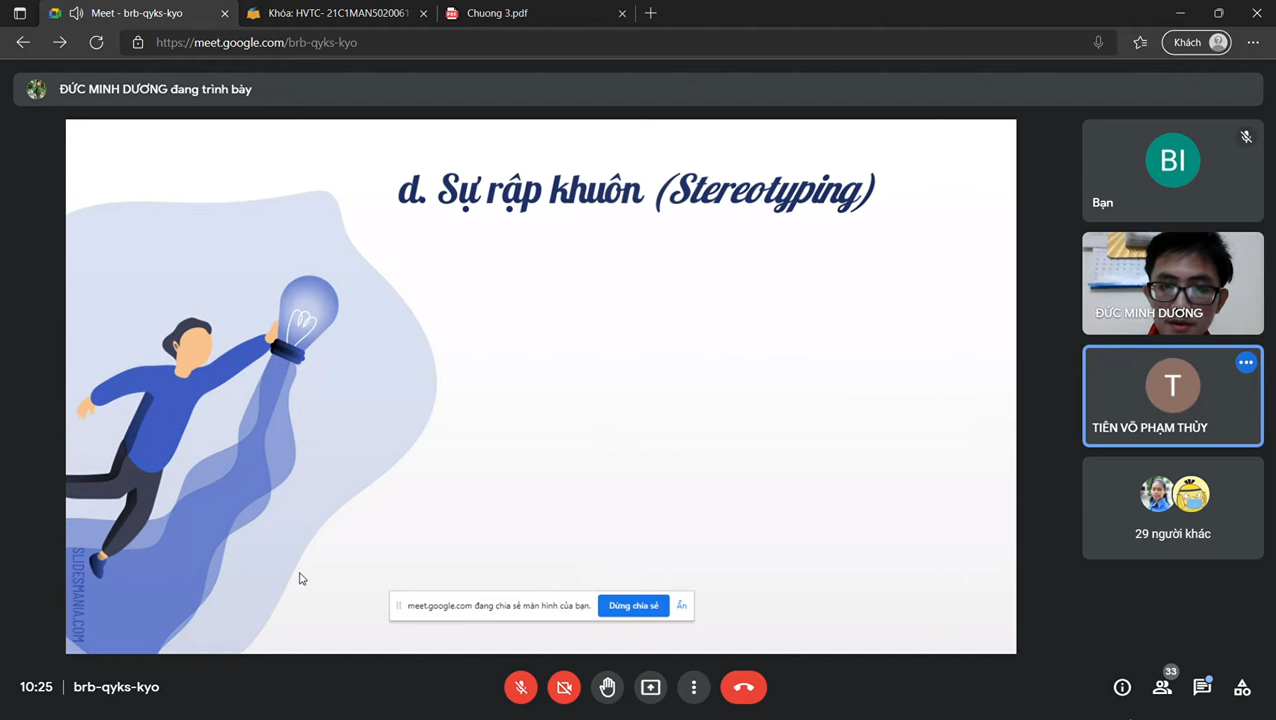 Meet - brb-qyks-kyo
Khóa: HVTC- 21C1MAN5020061
Chuong 3.pdf
https://meet.google.com/brb-qyks-kyo
Khách
ĐỨC MINH DƯƠNG đang trình bày
d. Sự rập khuôn (Stereotyping)
BI
Bạn
ĐỨC MINH DƯƠNG
T
TIÊN VÕ PHẠM THỦY
29 người khác
SLIDESMANIA.COM
meet.google.com đang chia sẻ màn hình của bạn.
Dừng chia sẻ
Ẩn
10:25
brb-qyks-kyo
33